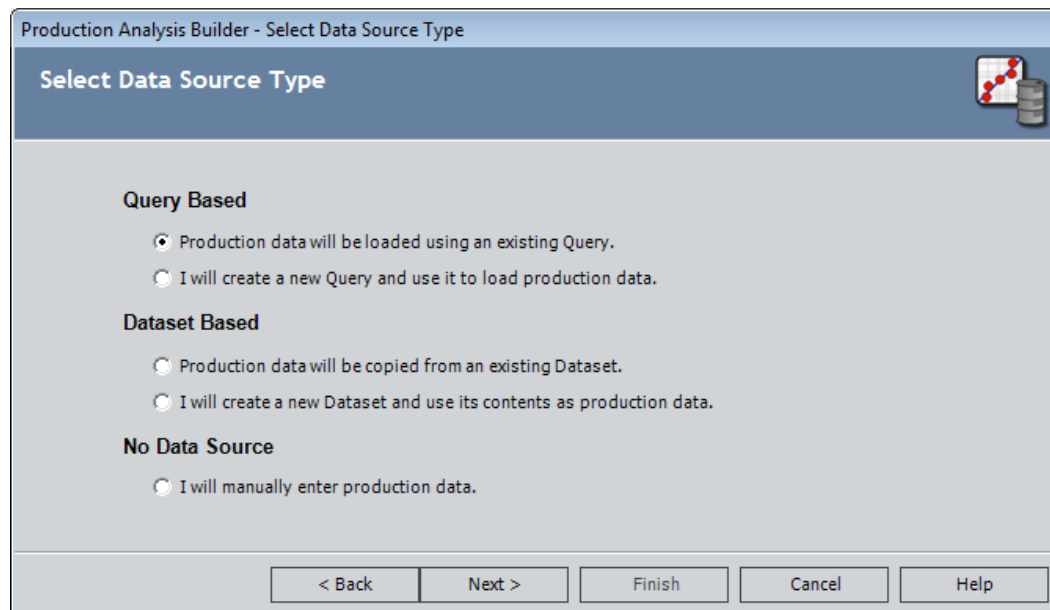 Production Analysis Builder - Select Data Source Type
Select Data Source Type
Query Based
Production data will be loaded using an existing Query.
I will create a new Query and use it to load production data.
Dataset Based
Production data will be copied from an existing Dataset.
I will create a new Dataset and use its contents as production data.
No Data Source
I will manually enter production data.
< Back Next > Finish Cancel Help